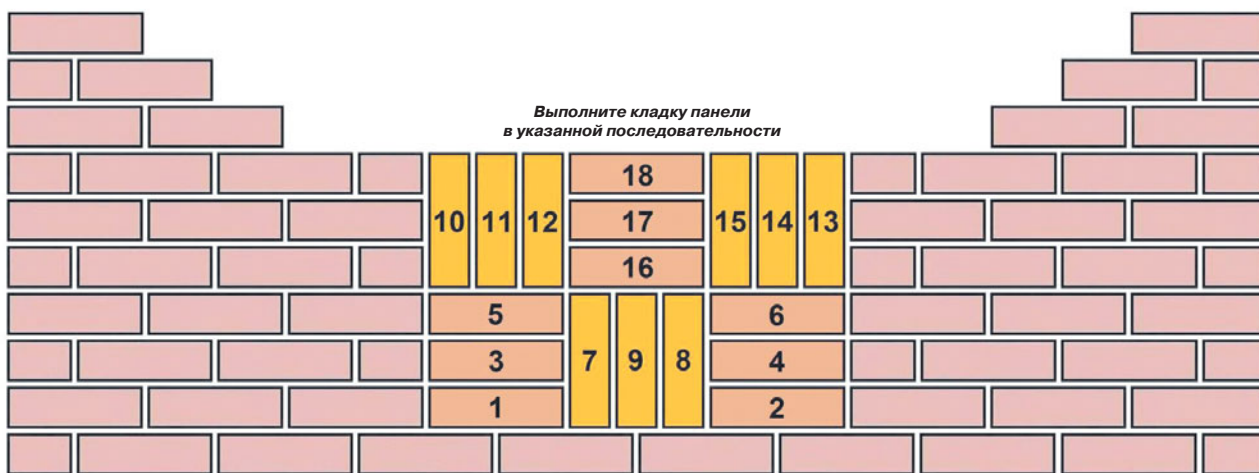 Выполните кладку панели
в указанной последовательности
18
10 11 12 17 15 14 13
16
5 6
3 7 9 8 4
1 2